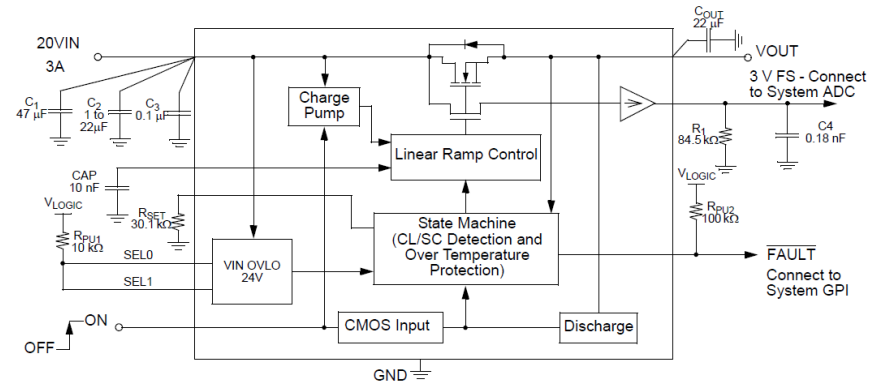 20VIN
3A
C1
47 µF
C2
1 to
22µF
C3
0.1 µF
COUT
22 µF
VOUT
3 V FS - Connect
to System ADC
Charge
Pump
Linear Ramp Control
R1
84.5 kΩ
C4
0.18 nF
CAP
10 nF
VLOGIC
RPU1
10 kΩ
RSET
30.1 kΩ
State Machine
(CL/SC Detection and
Over Temperature
Protection)
VLOGIC
RPU2
100 kΩ
SEL0
SEL1
VIN OVLO
24V
FAULT
Connect to
System GPI
ON
OFF
CMOS Input
Discharge
GND